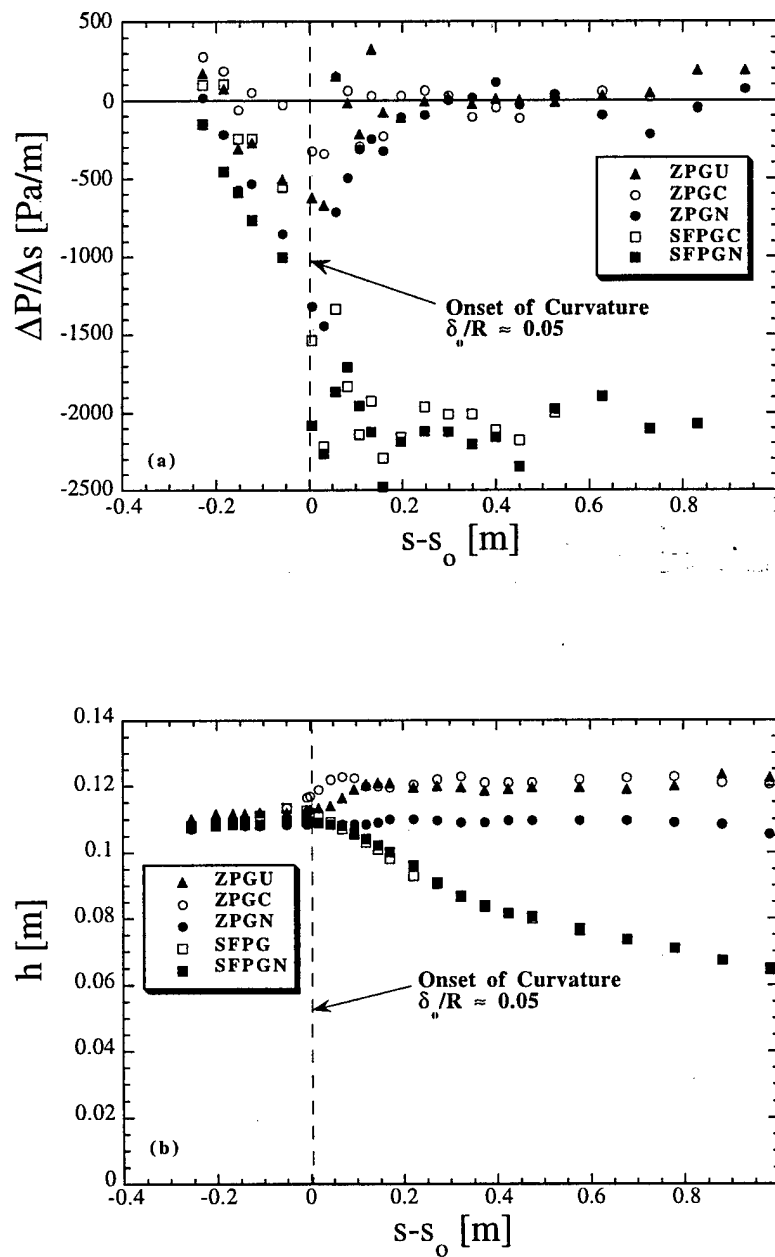 500
0
-500
-1000
-1500
-2000
-2500
ΔP/Δs [Pa/m]
ZPGU
ZPGC
ZPGN
SFPGC
SFPGN
Onset of Curvature
δₒ/R ≈ 0.05
(a)
-0.4 -0.2 0 0.2 0.4 0.6 0.8 1
s-sₒ [m]
0.14
0.12
0.1
0.08
0.06
0.04
0.02
0
h [m]
ZPGU
ZPGC
ZPGN
SFPG
SFPGN
Onset of Curvature
δₒ/R ≈ 0.05
(b)
-0.4 -0.2 0 0.2 0.4 0.6 0.8
s-sₒ [m]